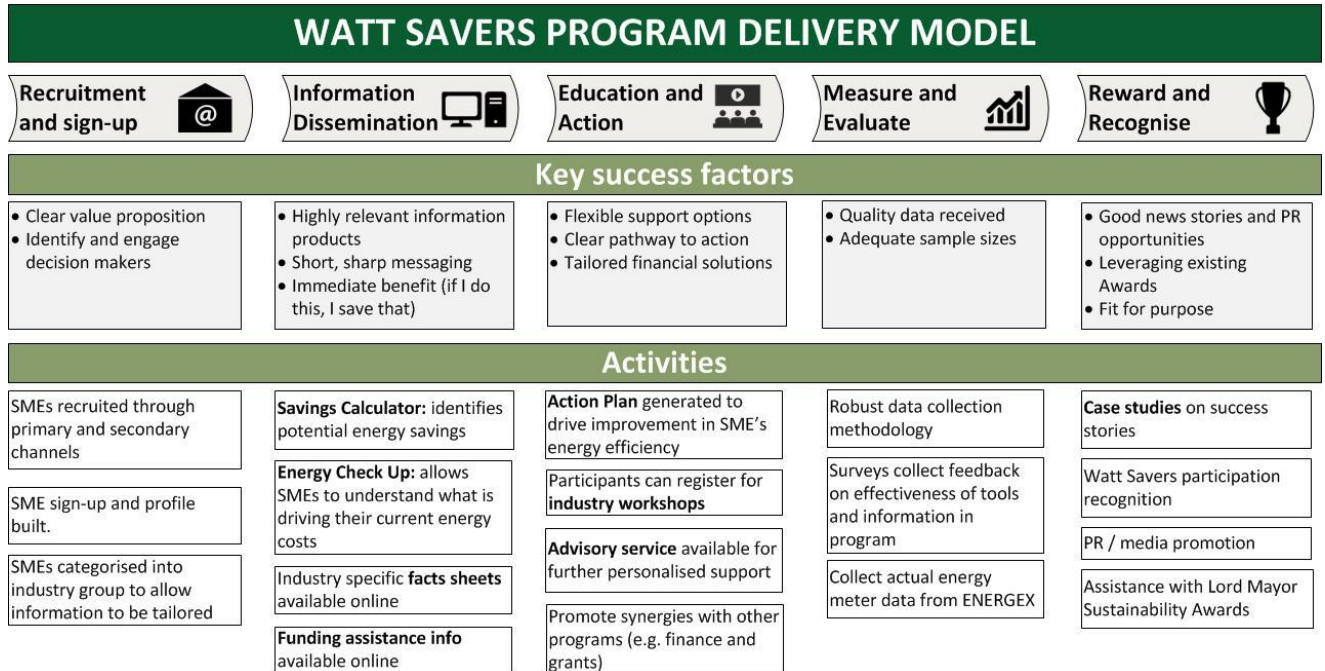 WATT SAVERS PROGRAM DELIVERY MODEL
Recruitment
and sign-up
@
Information
Dissemination
Education and
Action
Measure and
Evaluate
Reward and
Recognise
Key success factors
• Clear value proposition
• Identify and engage
decision makers
• Highly relevant information
products
• Short, sharp messaging
• Immediate benefit (if I do
this, I save that)
• Flexible support options
• Clear pathway to action
• Tailored financial solutions
• Quality data received
• Adequate sample sizes
• Good news stories and PR
opportunities
• Leveraging existing
Awards
• Fit for purpose
Activities
SMEs recruited through
primary and secondary
channels
SME sign-up and profile
built.
SMEs categorised into
industry group to allow
information to be tailored
Savings Calculator: identifies
potential energy savings
Energy Check Up: allows
SMEs to understand what is
driving their current energy
costs
Industry specific facts sheets
available online
Funding assistance info
available online
Action Plan generated to
drive improvement in SME's
energy efficiency
Participants can register for
industry workshops
Advisory service available for
further personalised support
Promote synergies with other
programs (e.g. finance and
grants)
Robust data collection
methodology
Surveys collect feedback
on effectiveness of tools
and information in
program
Collect actual energy
meter data from ENERGEX
Case studies on success
stories
Watt Savers participation
recognition
PR / media promotion
Assistance with Lord Mayor
Sustainability Awards